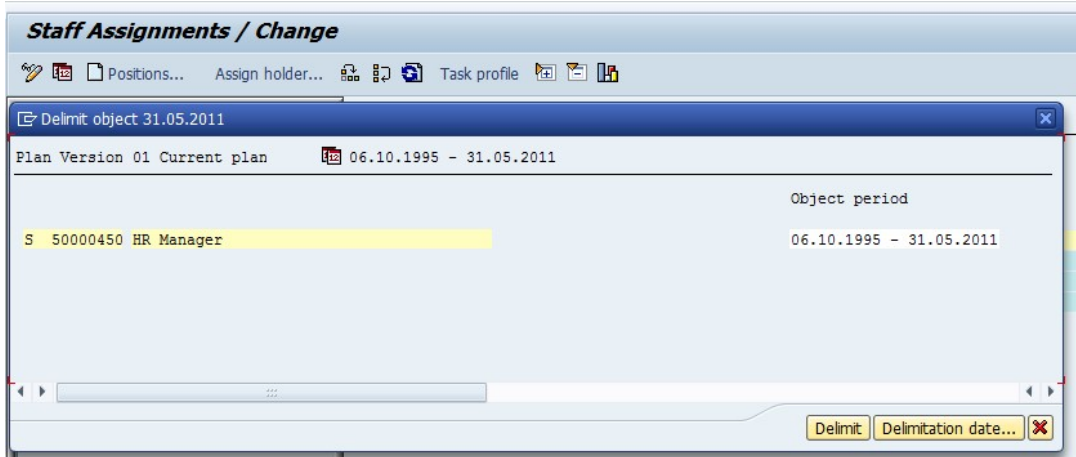 Staff Assignments / Change
Positions... Assign holder... Task profile
Delimit object 31.05.2011
Plan Version 01 Current plan 06.10.1995 - 31.05.2011
Object period
S 50000450 HR Manager 06.10.1995 - 31.05.2011
Delimit Delimitation date...